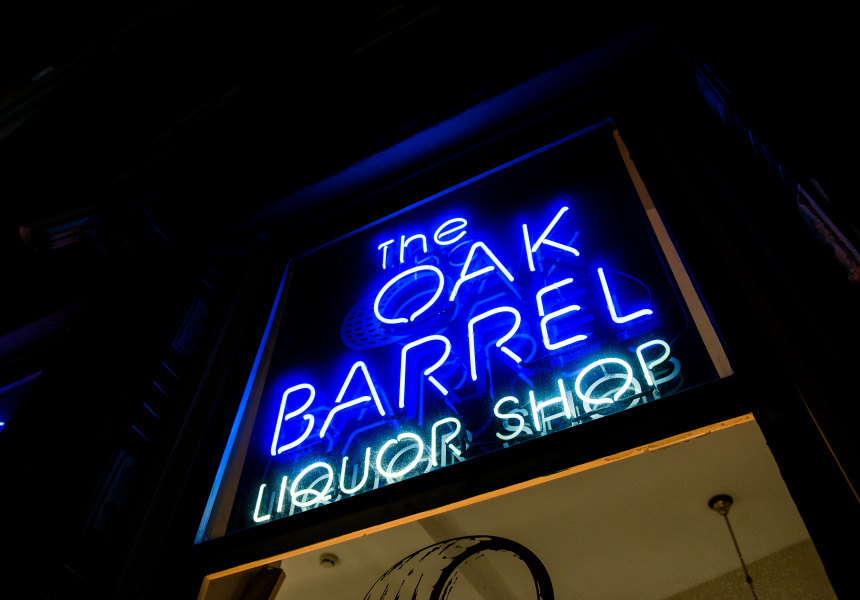 The
OAK
BARREL
LIQUOR SHOP